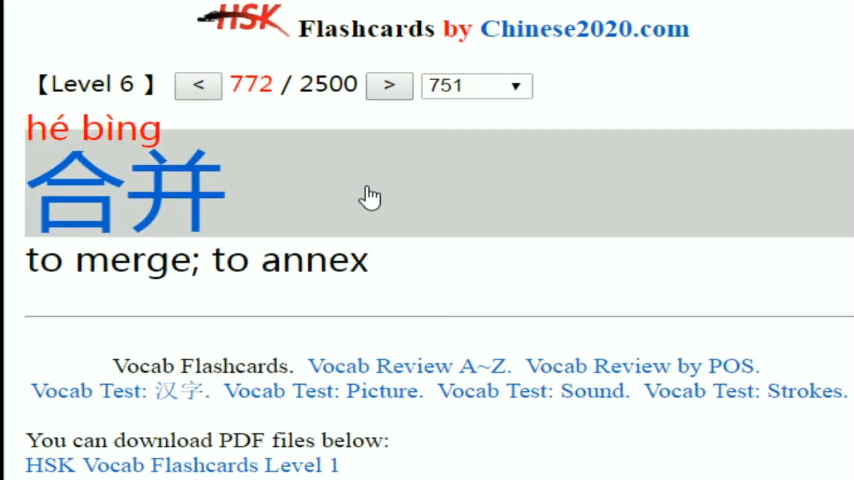 HSK Flashcards by Chinese2020.com
【Level 6 】 < 772 / 2500 > 751
hé bìng
合并
to merge; to annex
Vocab Flashcards. Vocab Review A~Z. Vocab Review by POS.
Vocab Test: 汉字. Vocab Test: Picture. Vocab Test: Sound. Vocab Test: Strokes.
You can download PDF files below:
HSK Vocab Flashcards Level 1